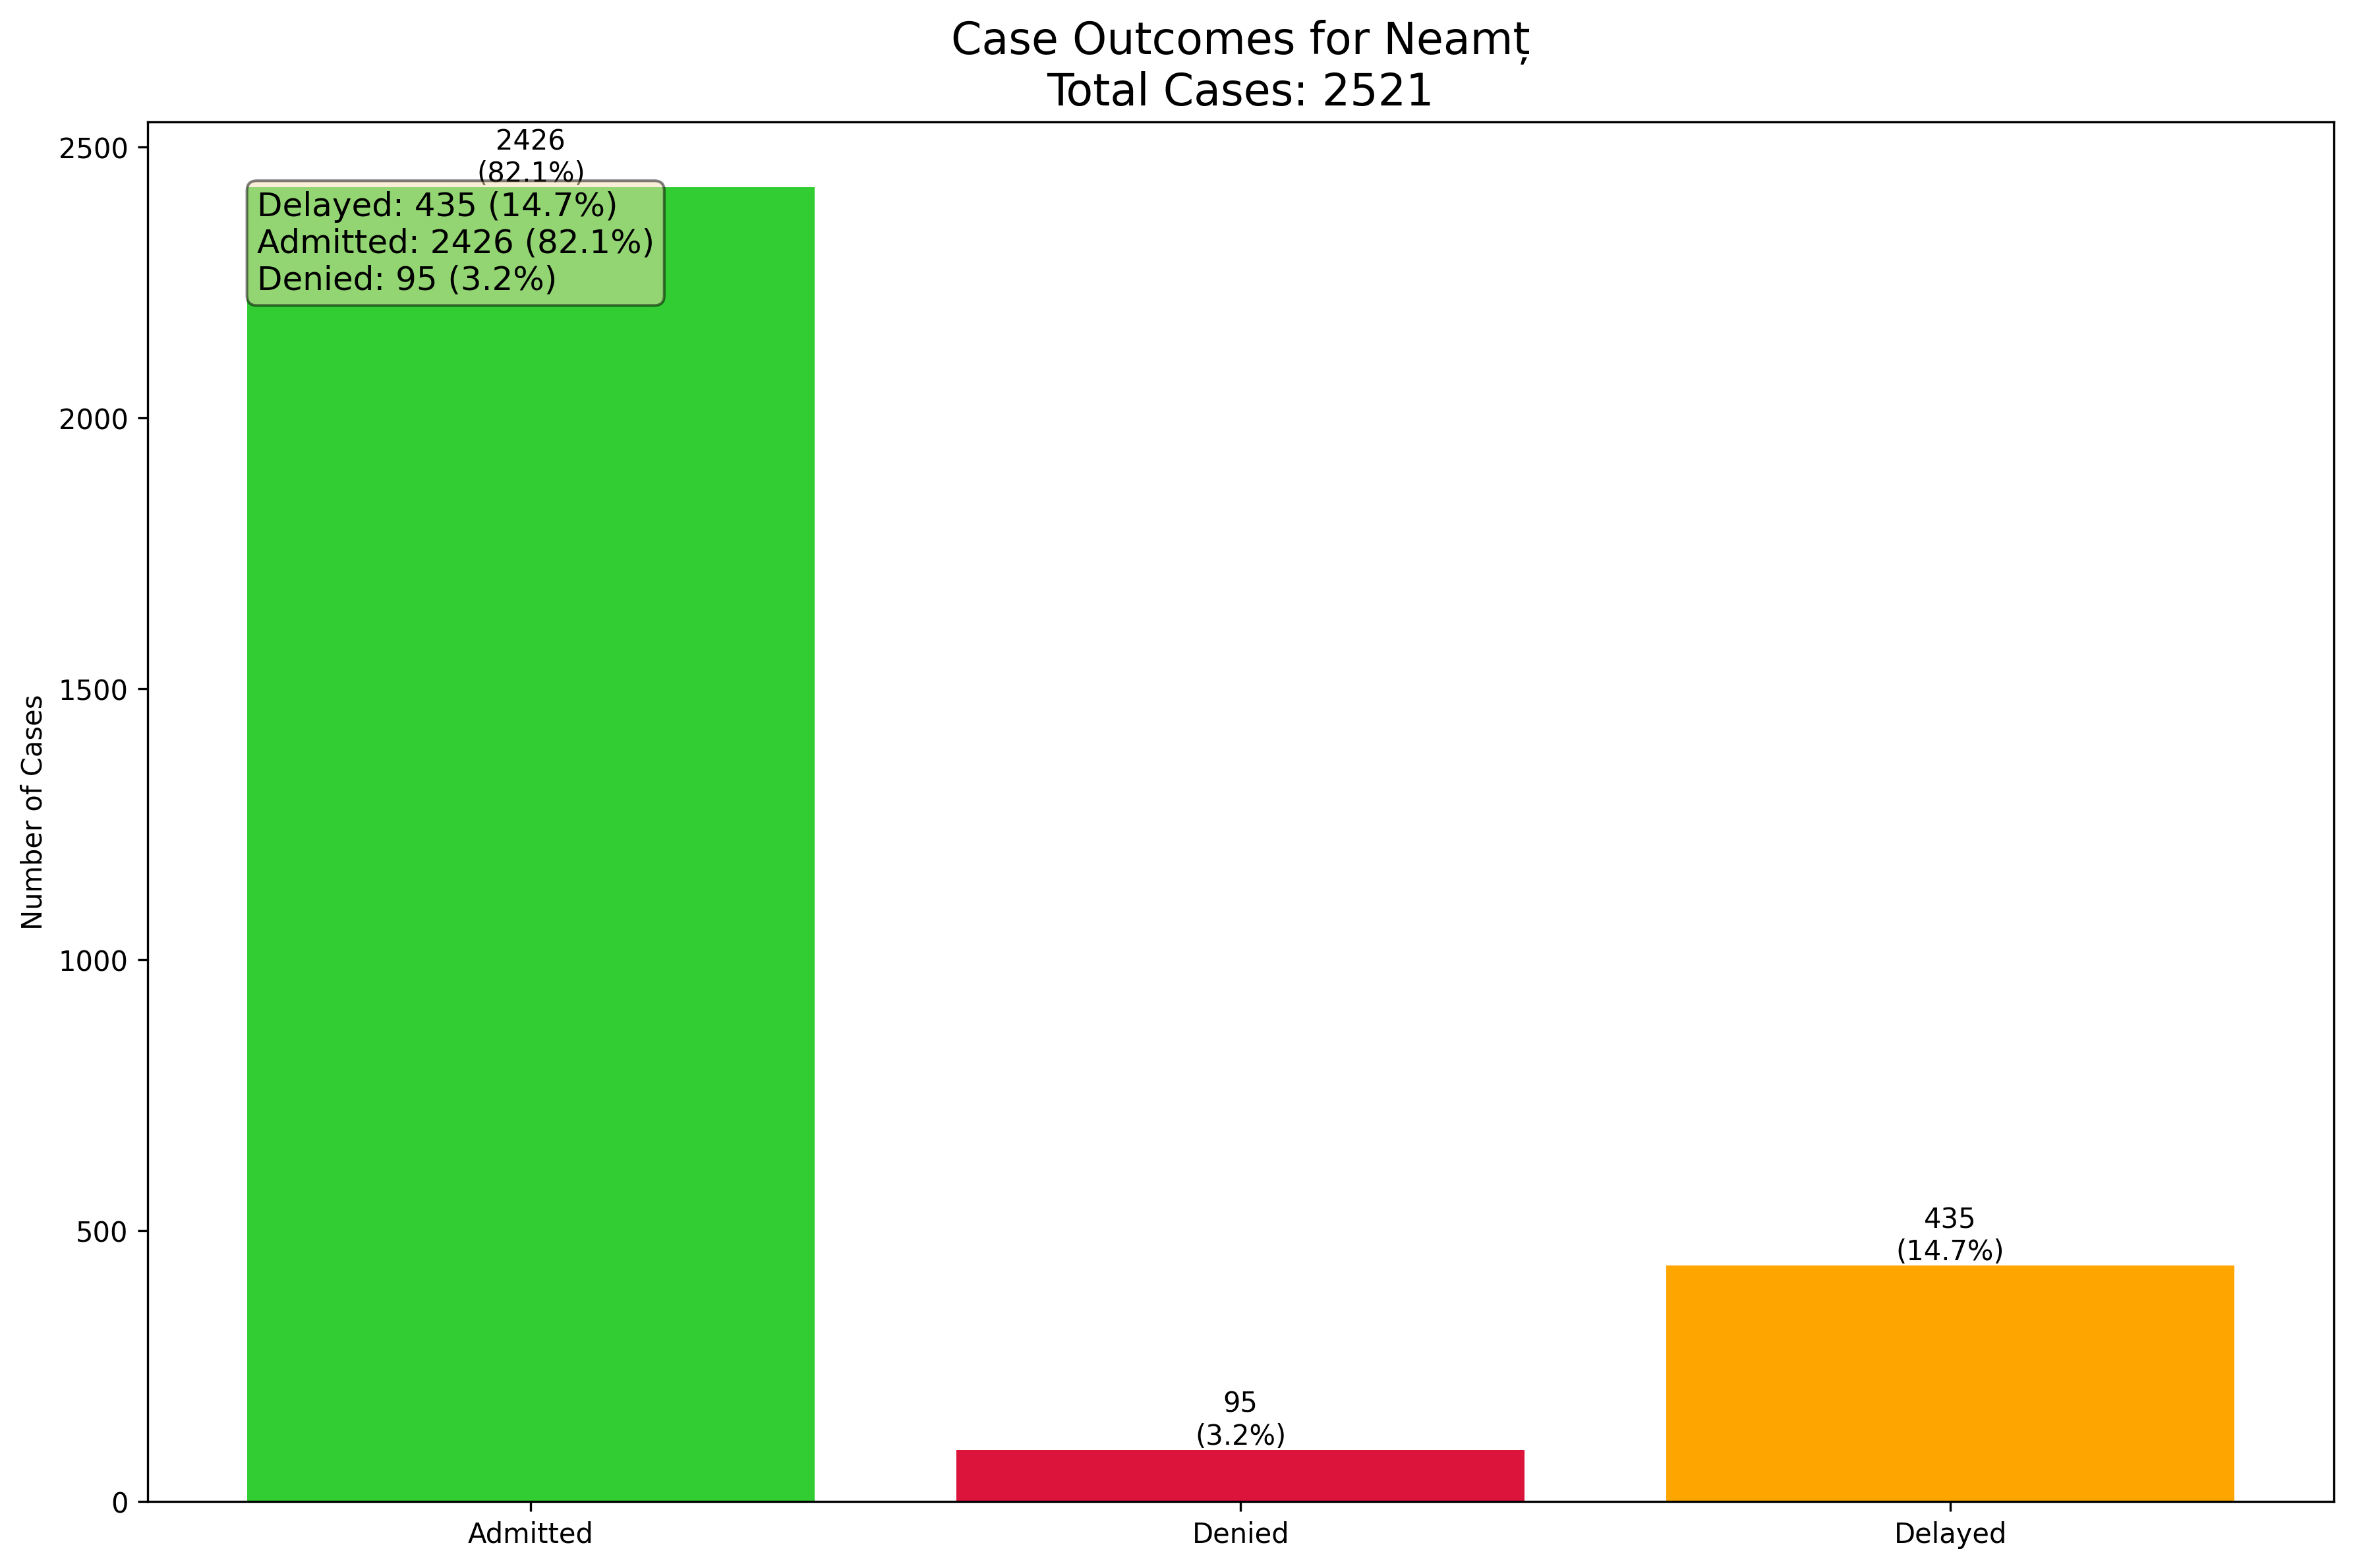 Case Outcomes for Neamț
Total Cases: 2521
2500
2000
1500
1000
500
0
Number of Cases
2426
(82.1%)
Delayed: 435 (14.7%)
Admitted: 2426 (82.1%)
Denied: 95 (3.2%)
95
(3.2%)
435
(14.7%)
Admitted
Denied
Delayed